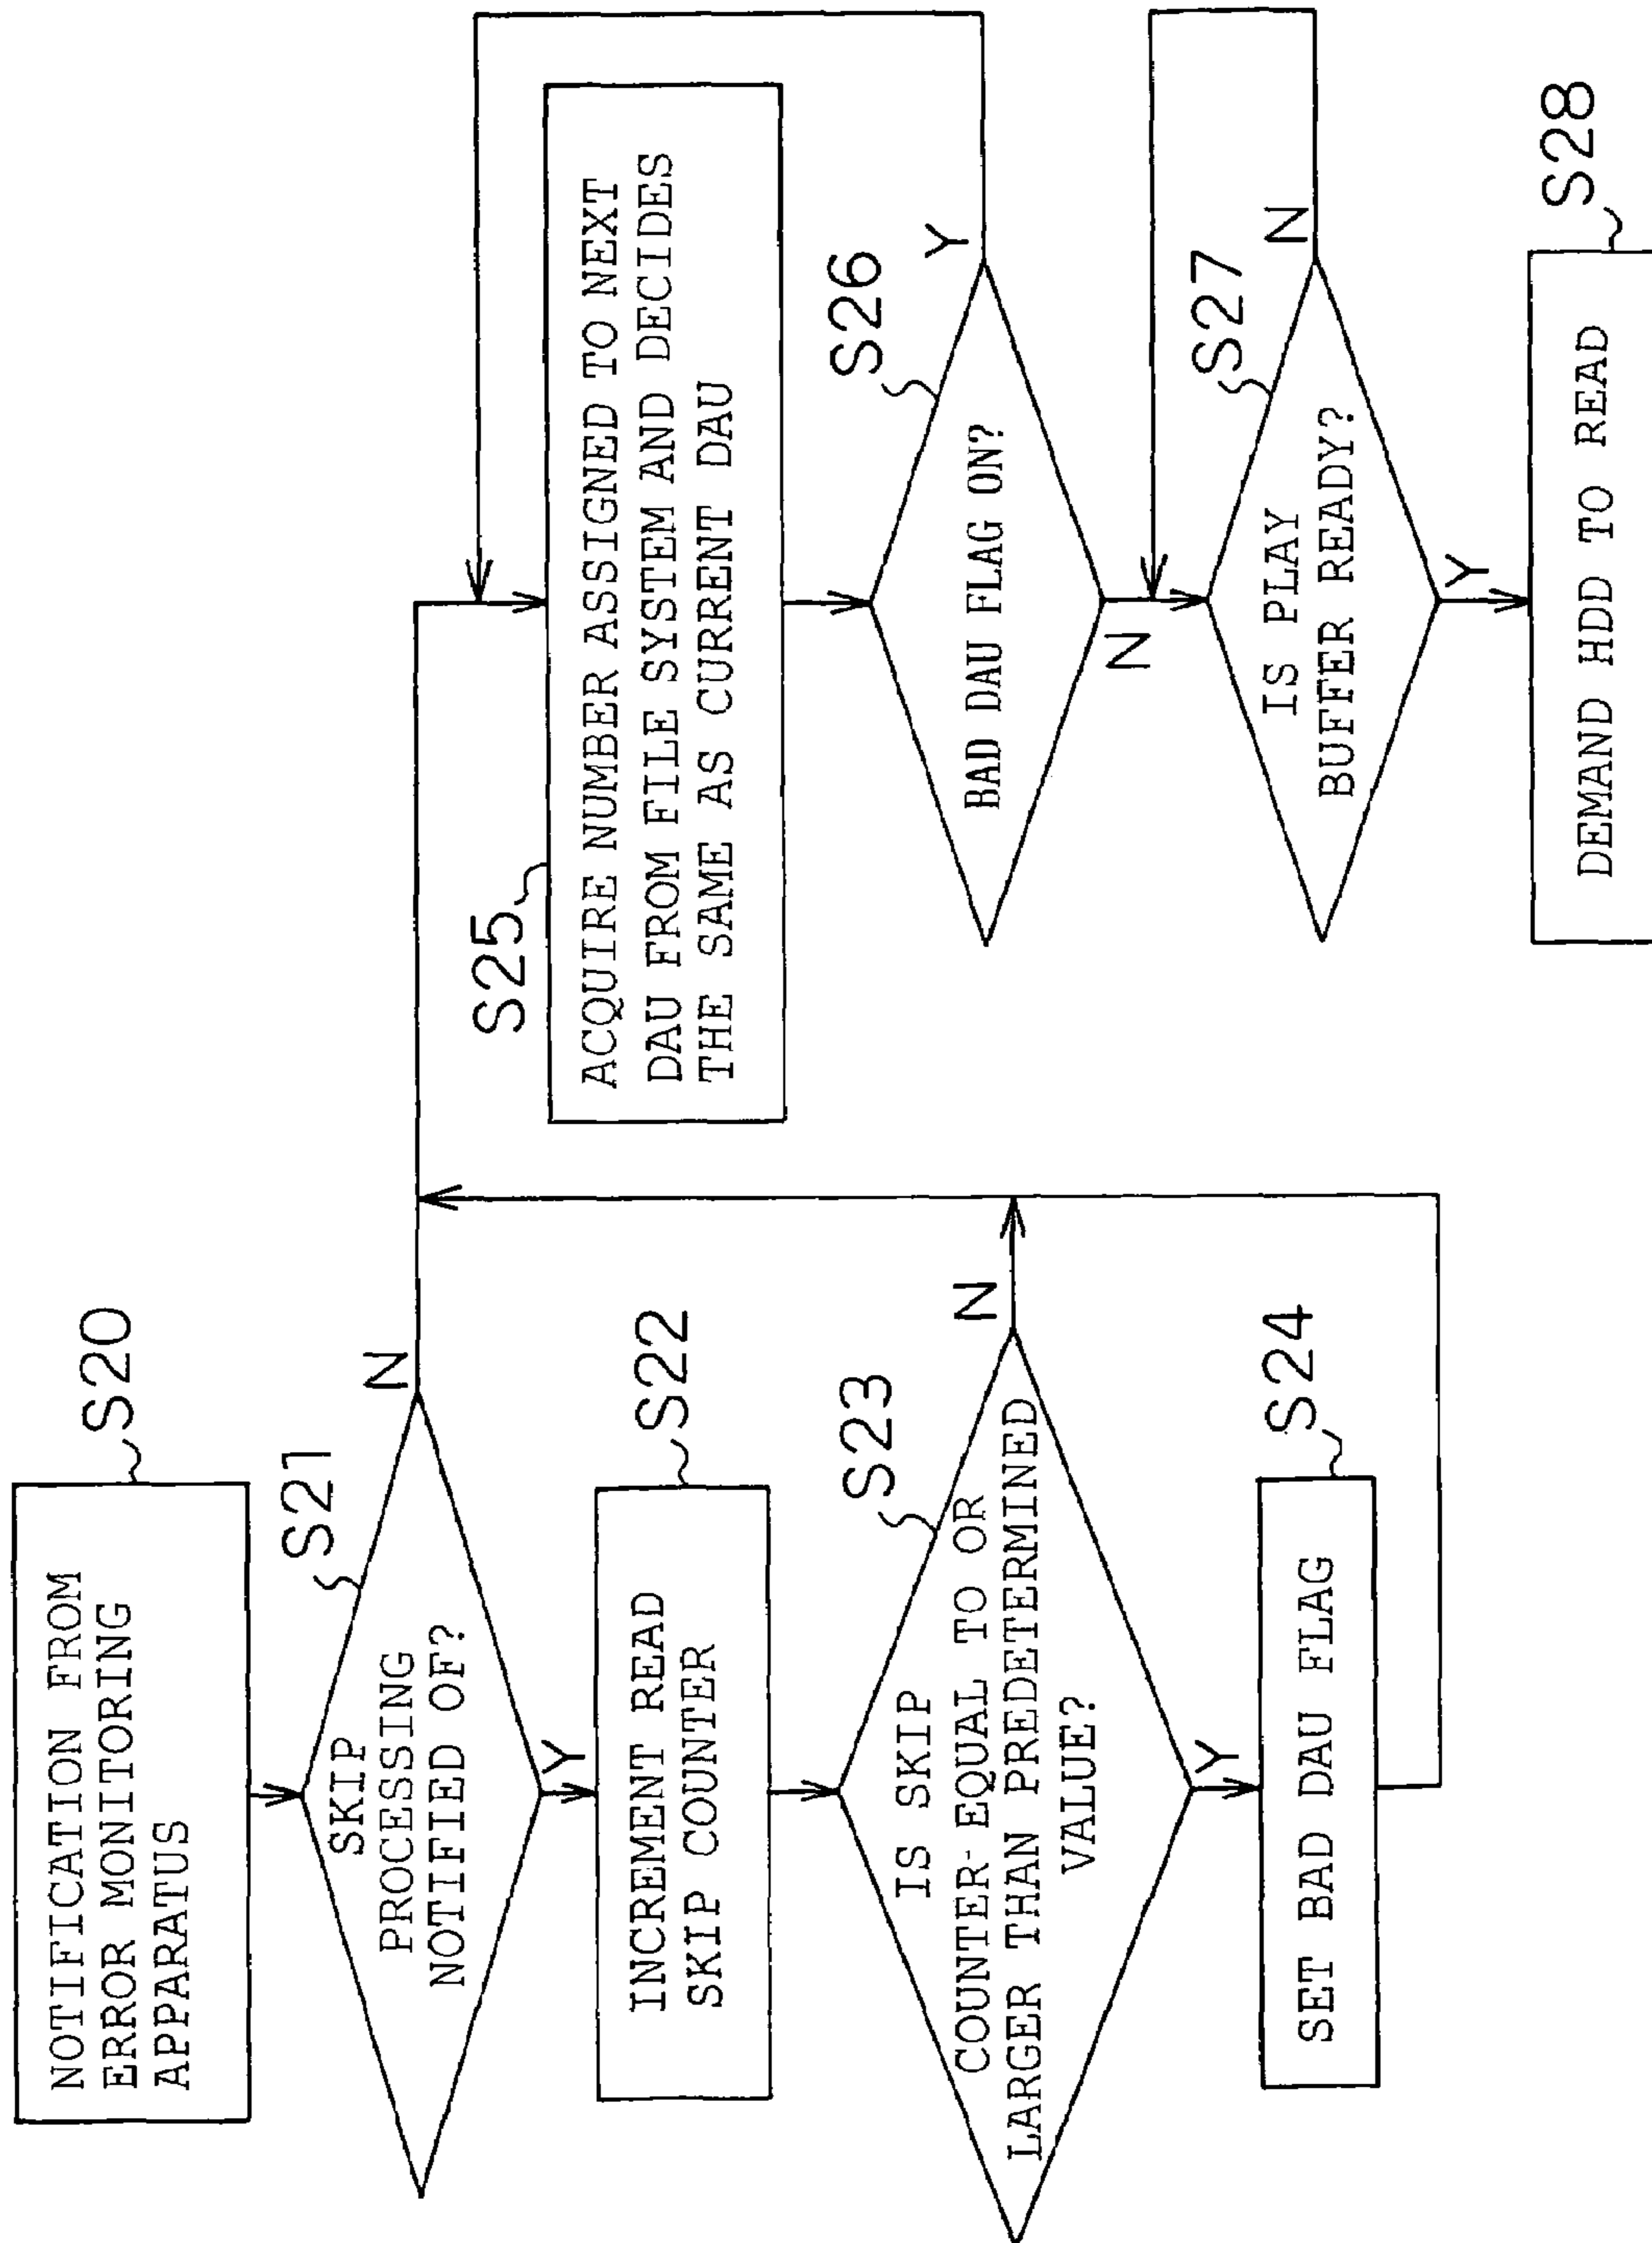 NOTIFICATION FROM
ERROR MONITORING
APPARATUS
S20
SKIP
PROCESSING
NOTIFIED OF?
S21
N
Y
INCREMENT READ
SKIP COUNTER
S22
IS SKIP
COUNTER EQUAL TO OR
LARGER THAN PREDETERMINED
VALUE?
S23
N
Y
SET BAD DAU FLAG
S24
S25
ACQUIRE NUMBER ASSIGNED TO NEXT
DAU FROM FILE SYSTEM AND DECIDES
THE SAME AS CURRENT DAU
BAD DAU FLAG ON?
S26
Y
N
IS PLAY
BUFFER READY?
S27
N
Y
DEMAND HDD TO READ
S28